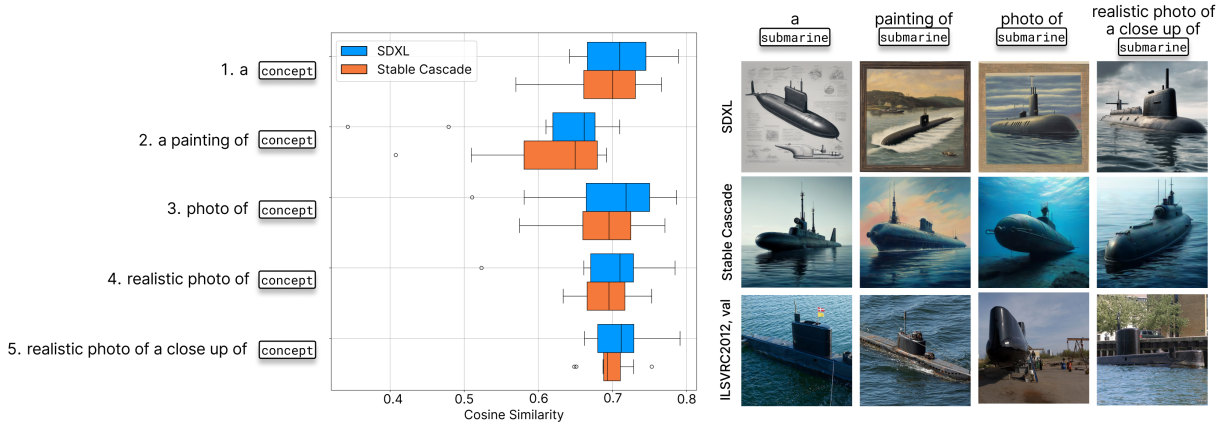 SDXL
Stable Cascade
1. a concept
2. a painting of concept
3. photo of concept
4. realistic photo of concept
5. realistic photo of a close up of concept
0.4 0.5 0.6 0.7 0.8
Cosine Similarity
a
submarine
painting of
submarine
photo of
submarine
realistic photo of
a close up of
submarine
SDXL
Stable Cascade
ILSVRC2012, val